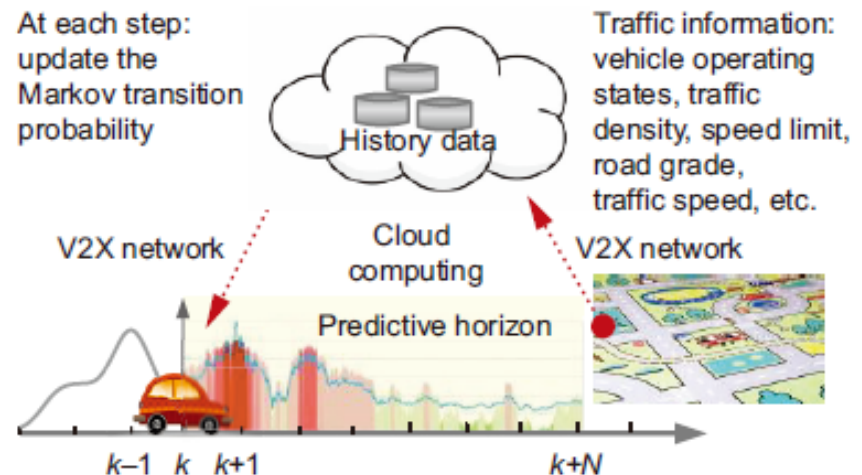 At each step:
update the
Markov transition
probability
History data
Traffic information:
vehicle operating
states, traffic
density, speed limit,
road grade,
traffic speed, etc.
V2X network
Cloud
computing
V2X network
Predictive horizon
k–1 k k+1 k+N